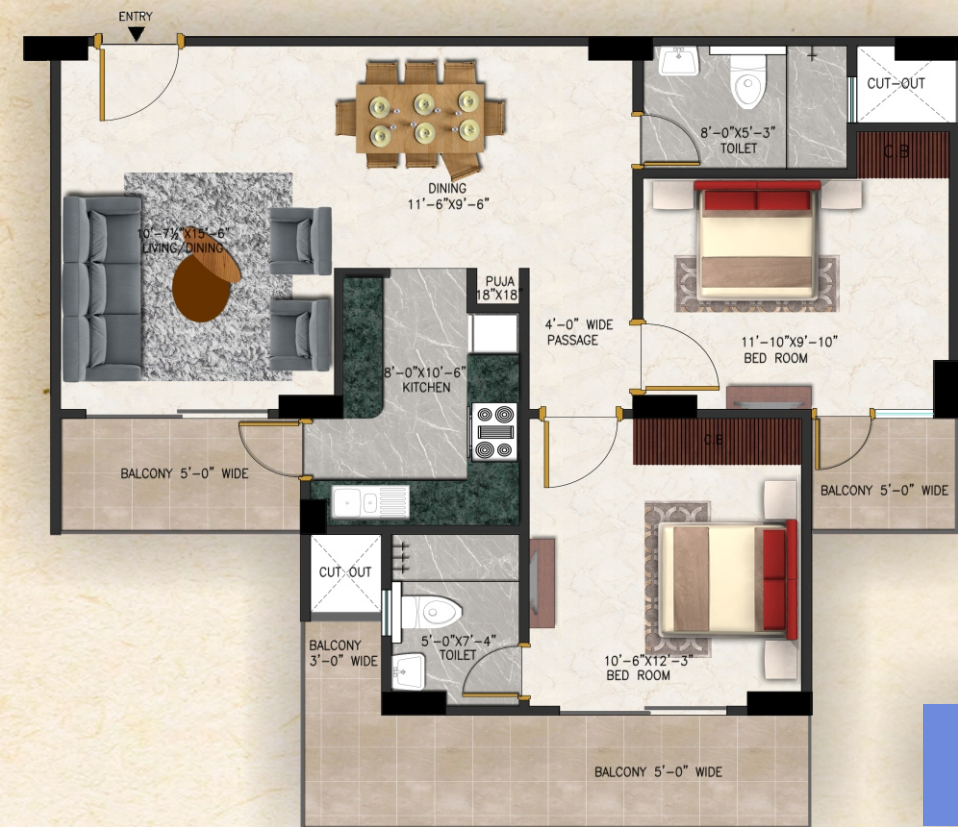 ENTRY
CUT-OUT
8'-0"X5'-3"
TOILET
C.B
DINING
11'-6"X9'-6"
10'-7½"X15'-6"
LIVING/DINING
PUJA
18"X18"
4'-0" WIDE
PASSAGE
11'-10"X9'-10"
BED ROOM
8'-0"X10'-6"
KITCHEN
C.B
BALCONY 5'-0" WIDE
BALCONY 5'-0" WIDE
CUT OUT
BALCONY
3'-0" WIDE
5'-0"X7'-4"
TOILET
10'-6"X12'-3"
BED ROOM
BALCONY 5'-0" WIDE